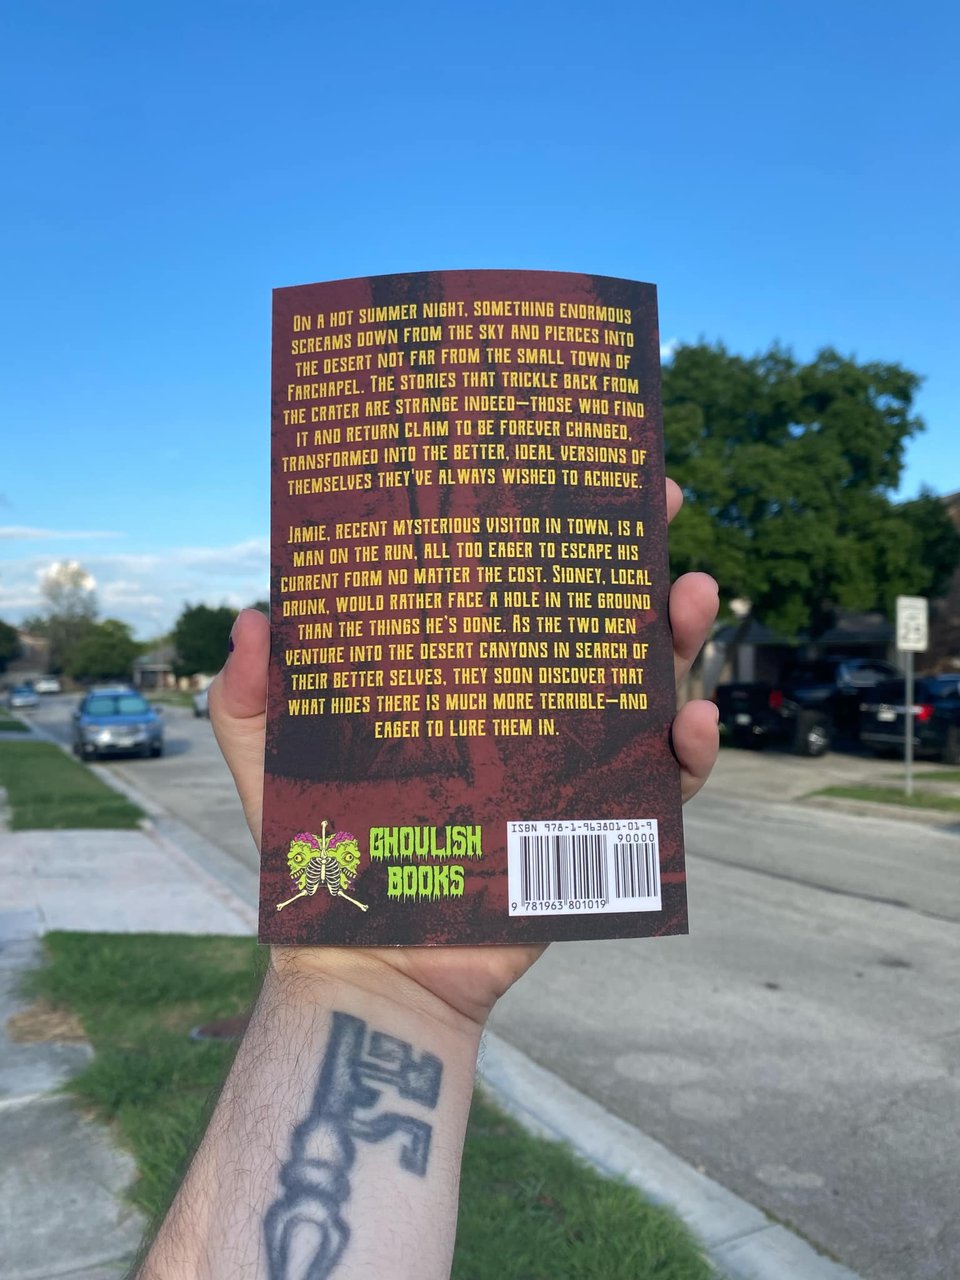 ON A HOT SUMMER NIGHT, SOMETHING ENORMOUS
SCREAMS DOWN FROM THE SKY AND PIERCES INTO
THE DESERT NOT FAR FROM THE SMALL TOWN OF
FARCHAPEL. THE STORIES THAT TRICKLE BACK FROM
THE CRATER ARE STRANGE INDEED—THOSE WHO FIND
IT AND RETURN CLAIM TO BE FOREVER CHANGED,
TRANSFORMED INTO THE BETTER, IDEAL VERSIONS OF
THEMSELVES THEY'VE ALWAYS WISHED TO ACHIEVE.
JAMIE, RECENT MYSTERIOUS VISITOR IN TOWN, IS A
MAN ON THE RUN, ALL TOO EAGER TO ESCAPE HIS
CURRENT FORM NO MATTER THE COST. SIDNEY, LOCAL
DRUNK, WOULD RATHER FACE A HOLE IN THE GROUND
THAN THE THINGS HE'S DONE. AS THE TWO MEN
VENTURE INTO THE DESERT CANYONS IN SEARCH OF
THEIR BETTER SELVES, THEY SOON DISCOVER THAT
WHAT HIDES THERE IS MUCH MORE TERRIBLE—AND
EAGER TO LURE THEM IN.
GHOULISH
BOOKS
ISBN 978-1-963801-01-9
90000
9 781963 801019